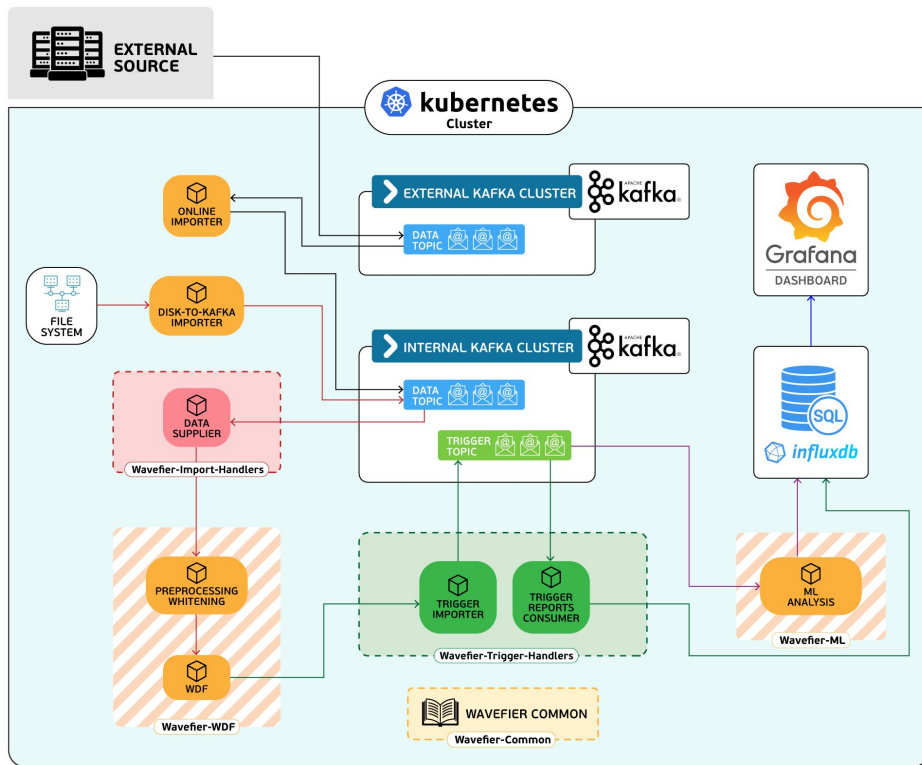 EXTERNAL
SOURCE
kubernetes
Cluster
EXTERNAL KAFKA CLUSTER
APACHE
kafka®
DATA
TOPIC
ONLINE
IMPORTER
Grafana
DASHBOARD
FILE
SYSTEM
DISK-TO-KAFKA
IMPORTER
INTERNAL KAFKA CLUSTER
APACHE
kafka®
DATA
TOPIC
TRIGGER
TOPIC
SQL
influxdb
DATA
SUPPLIER
Wavefier-Import-Handlers
PREPROCESSING
WHITENING
WDF
Wavefier-WDF
TRIGGER
IMPORTER
TRIGGER
REPORTS
CONSUMER
Wavefier-Trigger-Handlers
ML
ANALYSIS
Wavefier-ML
WAVEFIER COMMON
Wavefier-Common